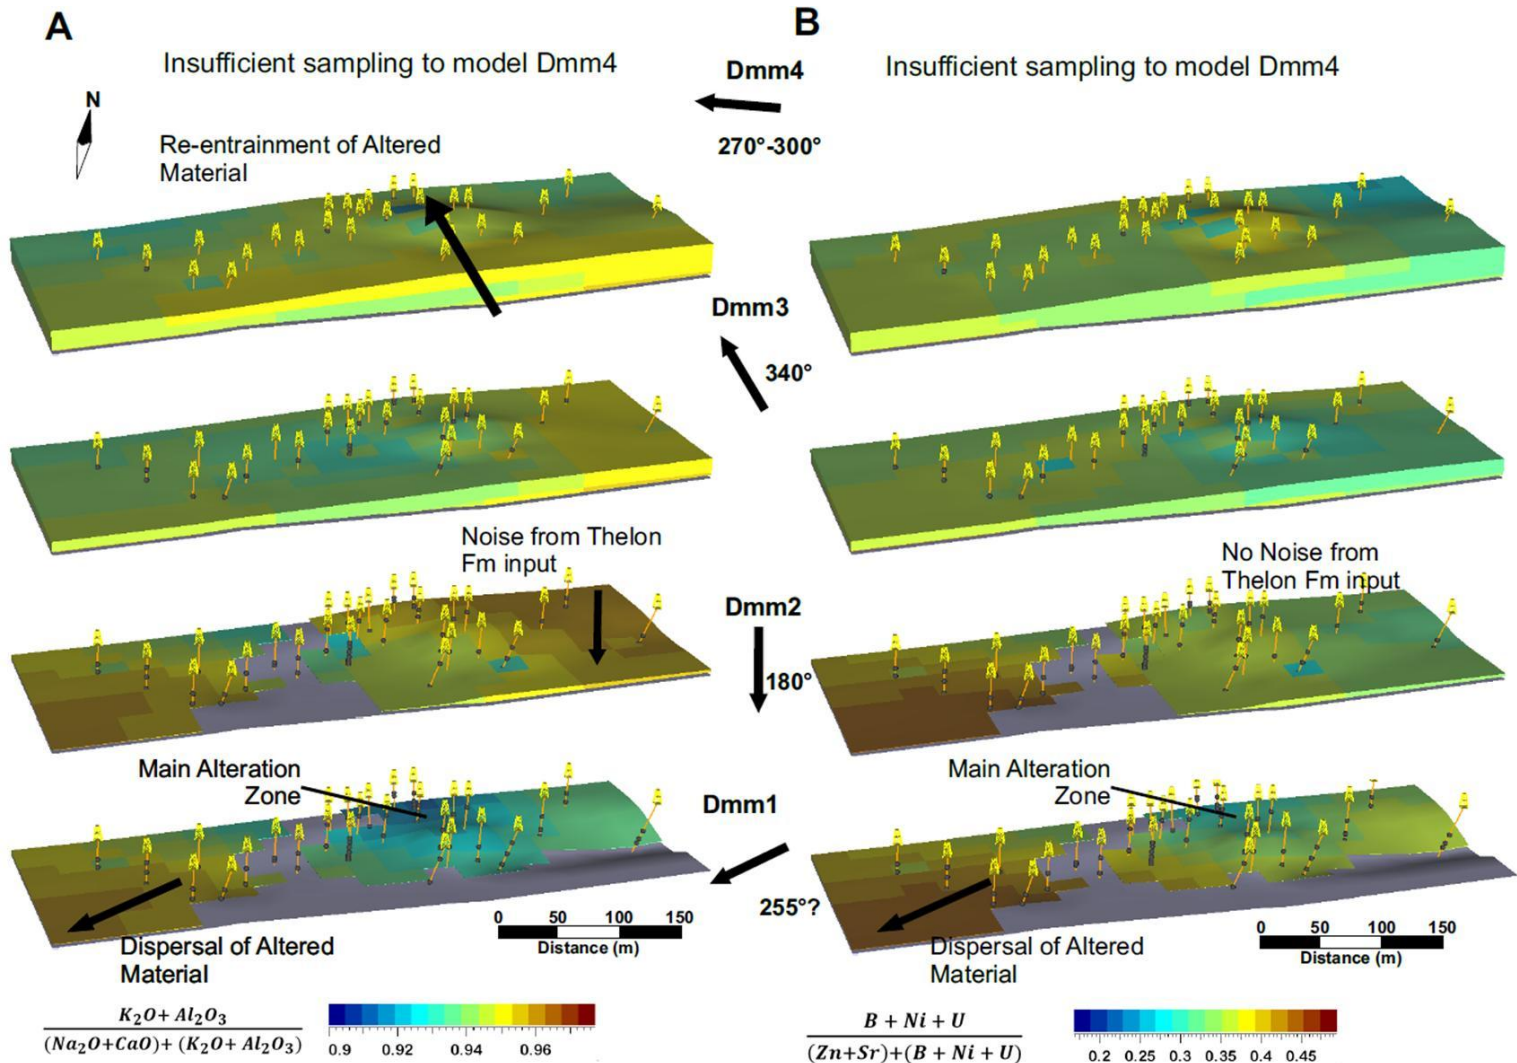 A
B
Insufficient sampling to model Dmm4
Dmm4
Insufficient sampling to model Dmm4
N
270°-300°
Re-entrainment of Altered
Material
Dmm3
340°
Noise from Thelon
Fm input
No Noise from
Thelon Fm input
Dmm2
180°
Main Alteration
Zone
Main Alteration
Zone
Dmm1
255°?
0 50 100 150
Distance (m)
0 50 100 150
Distance (m)
Dispersal of Altered
Material
Dispersal of Altered
Material
K₂O+ Al₂O₃
(Na₂O+CaO)+ (K₂O+ Al₂O₃)
0.9 0.92 0.94 0.96
B + Ni + U
(Zn+Sr)+(B + Ni + U)
0.2 0.25 0.3 0.35 0.4 0.45